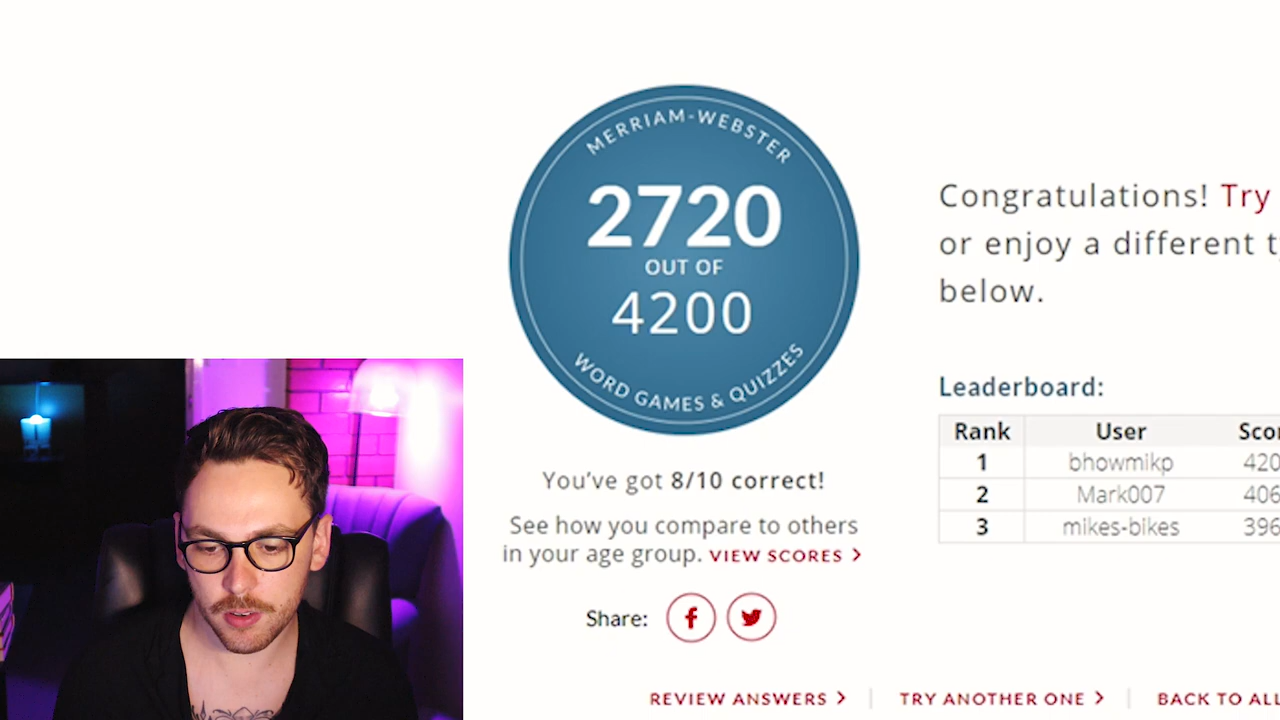 MERRIAM-WEBSTER
2720
OUT OF
4200
WORD GAMES & QUIZZES
You've got 8/10 correct!
See how you compare to others
in your age group. VIEW SCORES >
Share:
REVIEW ANSWERS > | TRY ANOTHER ONE > | BACK TO ALL
Congratulations! Try
or enjoy a different
below.
Leaderboard:
Rank User
1 bhowmikp
2 Mark007
3 mikes-bikes